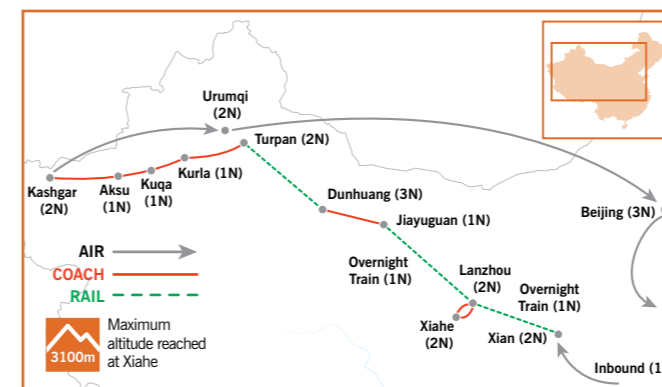 Urumqi
(2N)
Turpan (2N)
Kashgar
(2N)
Aksu
(1N)
Kuqa
(1N)
Kurla (1N)
Dunhuang (3N)
Jiayuguan (1N)
Beijing (3N)
Overnight
Train (1N)
Lanzhou
(2N)
Overnight
Train (1N)
Xiahe
(2N)
Xian (2N)
Inbound (1
AIR
COACH
RAIL
3100m
Maximum
altitude reached
at Xiahe